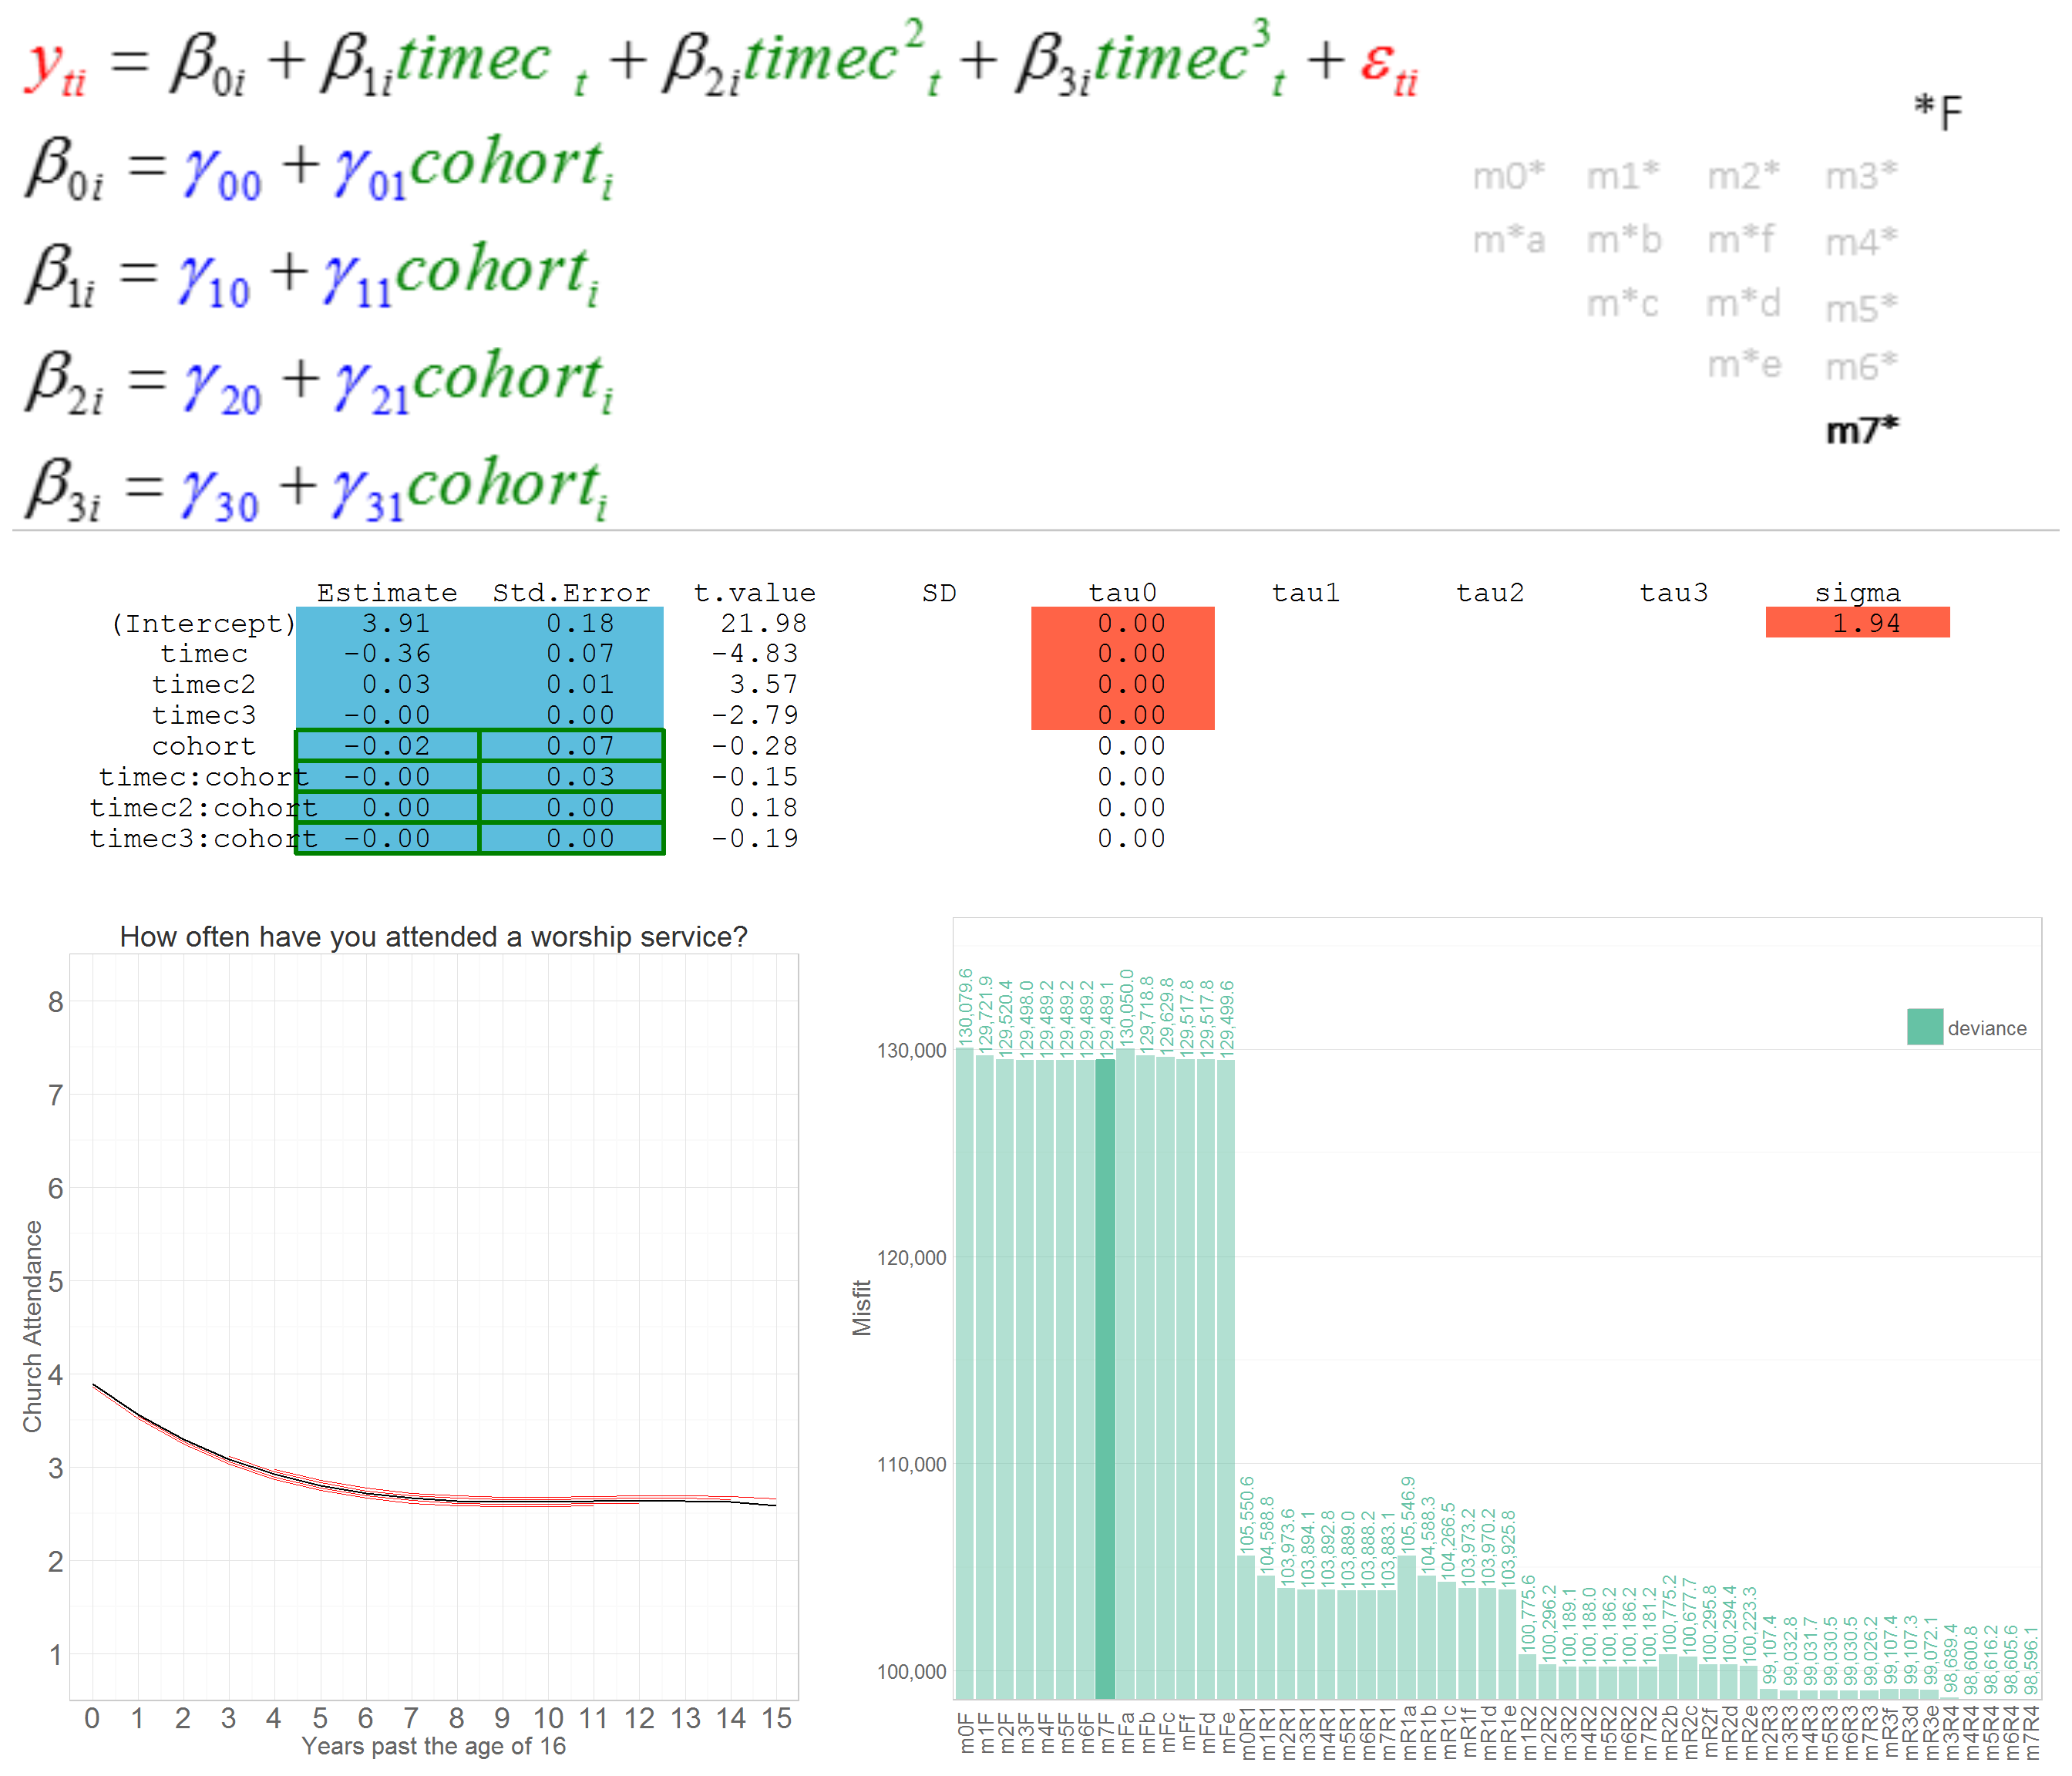 y_ti = β_0i + β_1i timec_t + β_2i timec²_t + β_3i timec³_t + ε_ti
*F
β_0i = γ_00 + γ_01 cohort_i
m0* m1* m2* m3*
m*a m*b m*f m4*
β_1i = γ_10 + γ_11 cohort_i
m*c m*d m5*
β_2i = γ_20 + γ_21 cohort_i
m*e m6*
m7*
β_3i = γ_30 + γ_31 cohort_i
Estimate Std.Error t.value SD tau0 tau1 tau2 tau3 sigma
(Intercept) 3.91 0.18 21.98 0.00 1.94
timec -0.36 0.07 -4.83 0.00
timec2 0.03 0.01 3.57 0.00
timec3 -0.00 0.00 -2.79 0.00
cohort -0.02 0.07 -0.28 0.00
timec:cohort -0.00 0.03 -0.15 0.00
timec2:cohort 0.00 0.00 0.18 0.00
timec3:cohort -0.00 0.00 -0.19 0.00
How often have you attended a worship service?
Church Attendance
8
7
6
5
4
3
2
1
0 1 2 3 4 5 6 7 8 9 10 11 12 13 14 15
Years past the age of 16
Misfit
130,000
120,000
110,000
100,000
deviance
130,079.6 129,721.9 129,520.4 129,498.0 129,489.2 129,489.2 129,489.2 129,489.1 130,050.0 129,718.8 129,629.8 129,517.8 129,517.8 129,499.6 105,550.6 104,588.8 103,973.6 103,894.1 103,892.8 103,889.0 103,888.2 103,883.1 105,546.9 104,588.3 104,266.5 103,973.2 103,970.2 103,925.8 100,775.6 100,296.2 100,189.1 100,188.0 100,186.2 100,186.2 100,181.2 100,775.2 100,677.7 100,295.8 100,294.4 100,223.3 99,107.4 99,032.8 99,031.7 99,030.5 99,030.5 99,026.2 99,107.4 99,107.3 99,072.1 98,689.4 98,600.8 98,616.2 98,605.6 98,596.1
m0F m1F m2F m3F m4F m5F m6F m7F mFa mFb mFc mFf mFd mFe m0R1 m1R1 m2R1 m3R1 m4R1 m5R1 m6R1 m7R1 mR1a mR1b mR1c mR1f mR1d mR1e m1R2 m2R2 m3R2 m4R2 m5R2 m6R2 m7R2 mR2b mR2c mR2f mR2d mR2e m2R3 m3R3 m4R3 m5R3 m6R3 m7R3 mR3f mR3d mR3e m3R4 m4R4 m5R4 m6R4 m7R4